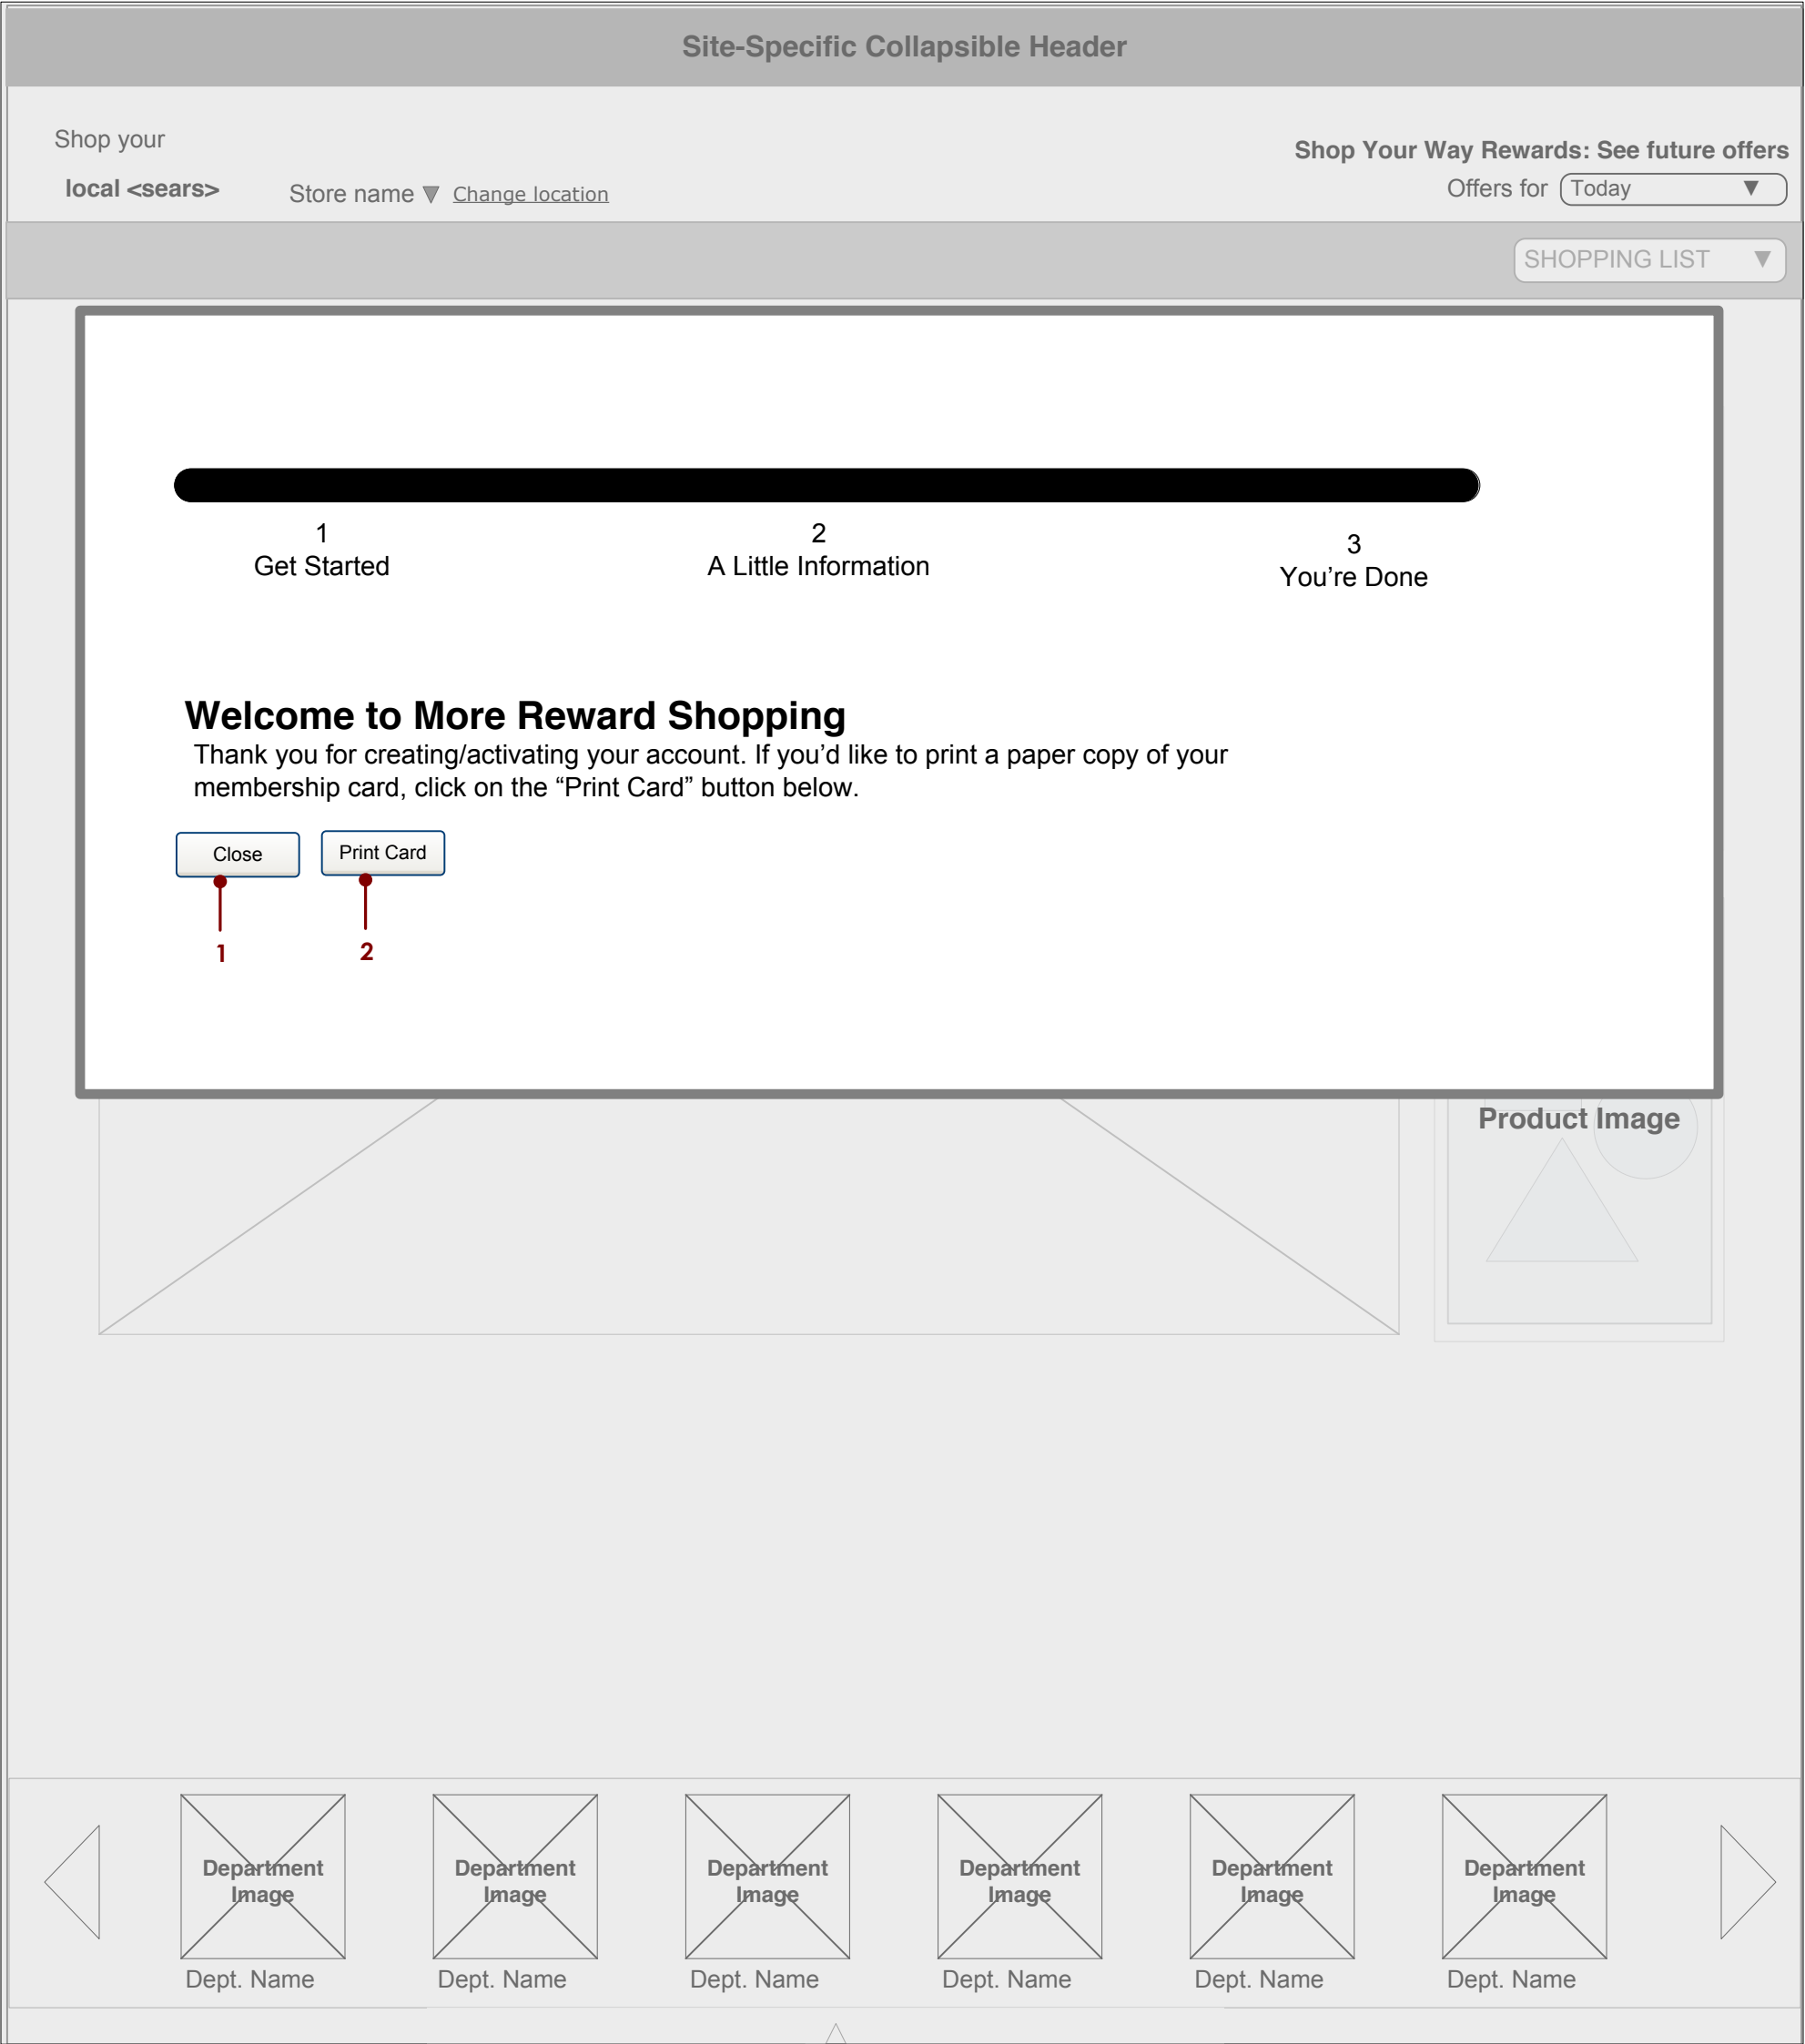 Site-Specific Collapsible Header
Shop your
local <sears>
Store name ▼ Change location
Shop Your Way Rewards: See future offers
Offers for Today ▼
SHOPPING LIST ▼
1
Get Started
2
A Little Information
3
You’re Done
Welcome to More Reward Shopping
Thank you for creating/activating your account. If you’d like to print a paper copy of your
membership card, click on the “Print Card” button below.
Close
Print Card
1
2
Product Image
Department
Image
Dept. Name
Department
Image
Dept. Name
Department
Image
Dept. Name
Department
Image
Dept. Name
Department
Image
Dept. Name
Department
Image
Dept. Name